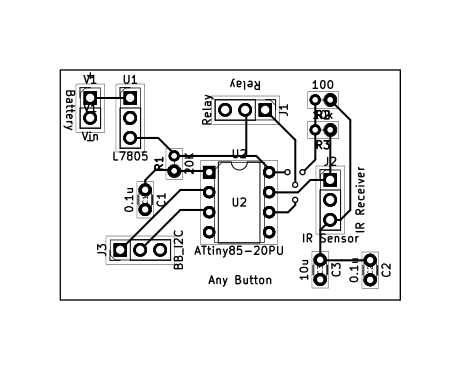 V1
U1
Relay
100
Battery
Relay
J1
Vin
L7805
R1
20K
U2
R3
J2
0.1u
C1
U2
IR Receiver
J3
BB_I2C
ATtiny85-20PU
IR Sensor
Any Button
10u
C3
0.1u
C2